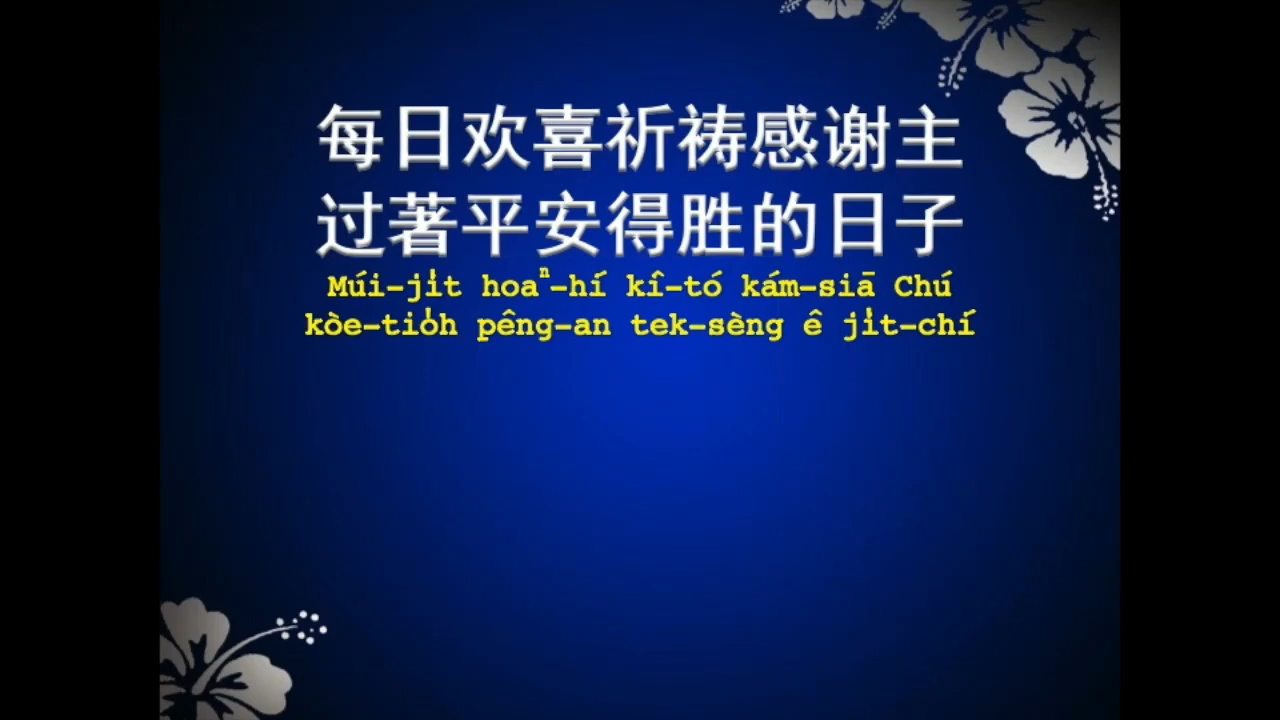 每日欢喜祈祷感谢主
过著平安得胜的日子
Múi-ji̍t hoaⁿ-hí kî-tó kám-siā Chú
kòe-tio̍h pêng-an tek-sèng ê ji̍t-chí